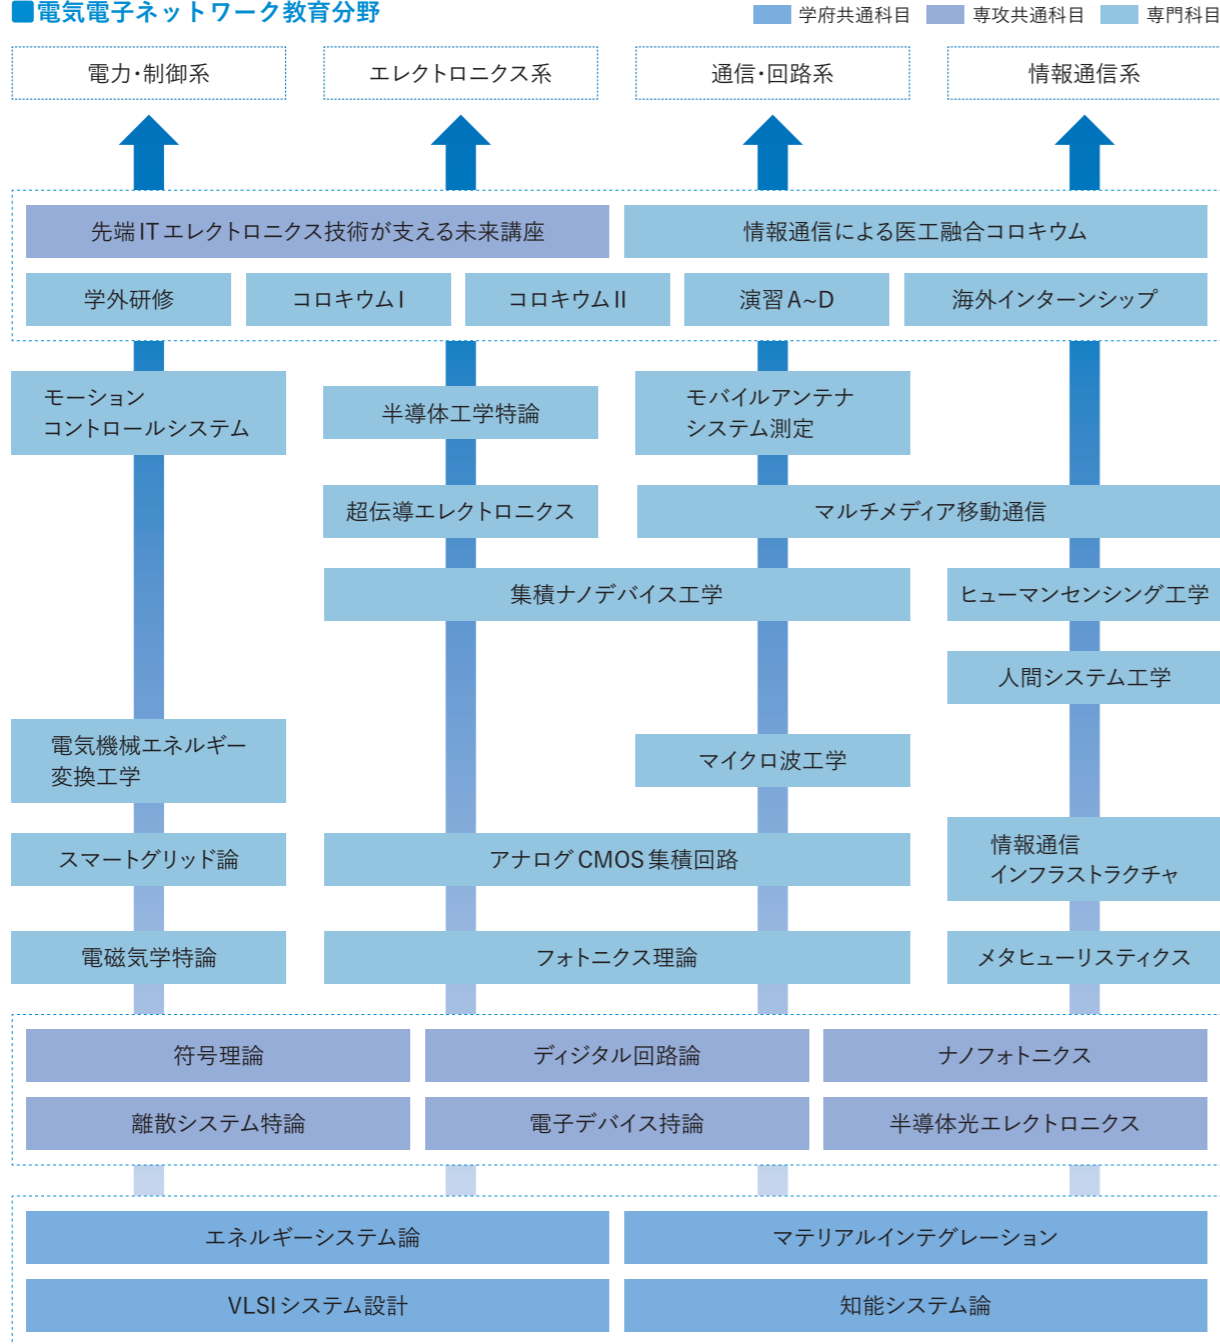 ■電気電子ネットワーク教育分野
学府共通科目 専攻共通科目 専門科目
電力・制御系 エレクトロニクス系 通信・回路系 情報通信系
先端ITエレクトロニクス技術が支える未来講座 情報通信による医工融合コロキウム
学外研修 コロキウムI コロキウムII 演習A~D 海外インターンシップ
モーション
コントロールシステム
半導体工学特論
モバイルアンテナ
システム測定
超伝導エレクトロニクス マルチメディア移動通信
集積ナノデバイス工学 ヒューマンセンシング工学
人間システム工学
電気機械エネルギー
変換工学
マイクロ波工学
スマートグリッド論 アナログCMOS集積回路
情報通信
インフラストラクチャ
電磁気学特論 フォトニクス理論 メタヒューリスティクス
符号理論 ディジタル回路論 ナノフォトニクス
離散システム特論 電子デバイス持論 半導体光エレクトロニクス
エネルギーシステム論 マテリアルインテグレーション
VLSIシステム設計 知能システム論